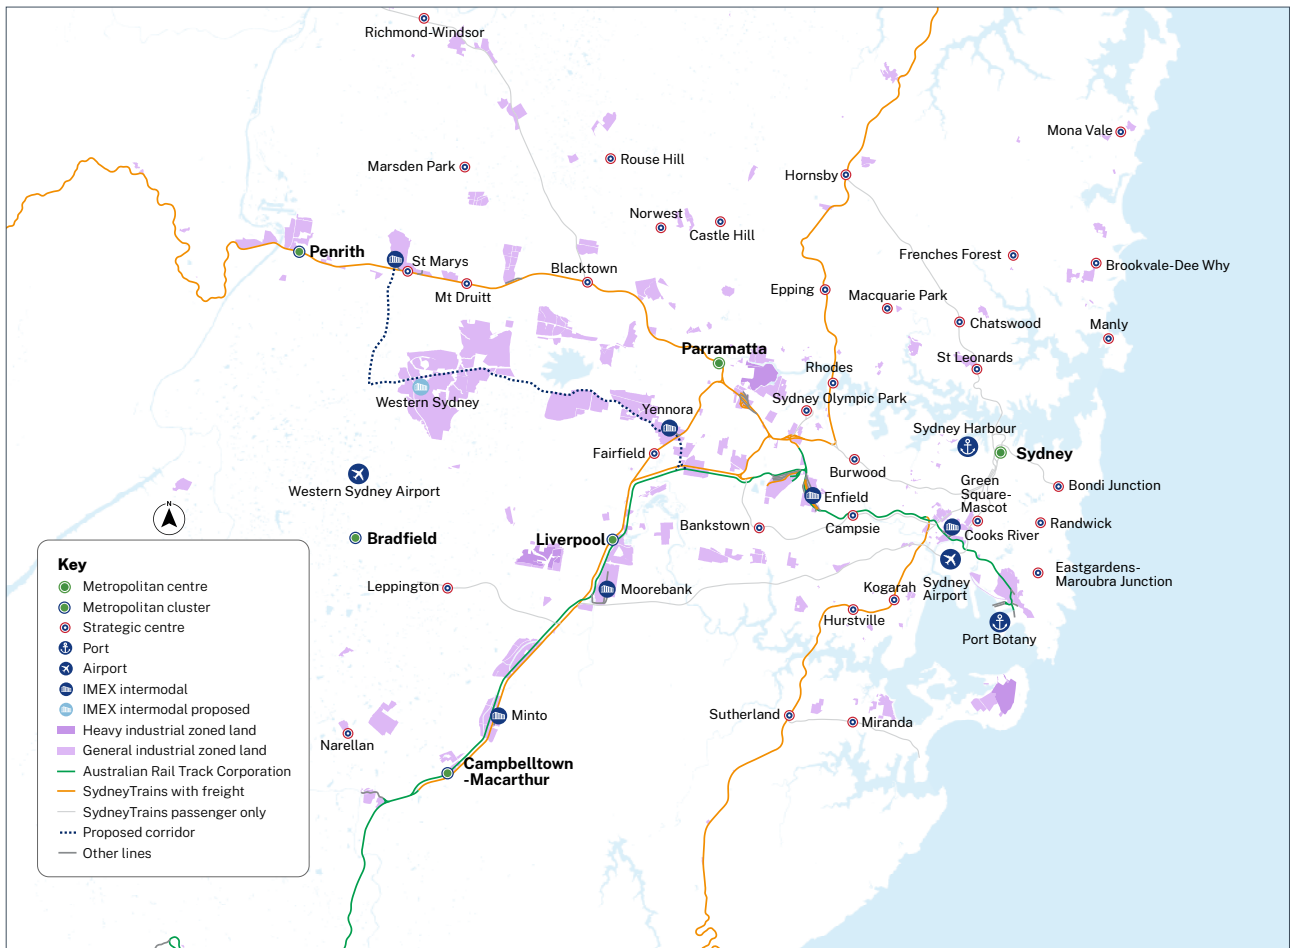 Richmond-Windsor
Mona Vale
Rouse Hill
Marsden Park
Hornsby
Norwest
Castle Hill
Penrith
St Marys
Blacktown
Frenches Forest
Brookvale-Dee Why
Mt Druitt
Epping
Macquarie Park
Chatswood
Manly
Parramatta
St Leonards
Rhodes
Western Sydney
Sydney Olympic Park
Yennora
Sydney Harbour
Fairfield
Sydney
Burwood
Western Sydney Airport
Green
Square-
Mascot
Bondi Junction
Enfield
N
Bankstown
Campsie
Randwick
Cooks River
Bradfield
Liverpool
Eastgardens-
Maroubra Junction
Leppington
Moorebank
Kogarah
Sydney
Airport
Hurstville
Port Botany
Sutherland
Miranda
Minto
Narellan
Campbelltown
-Macarthur
Key
Metropolitan centre
Metropolitan cluster
Strategic centre
Port
Airport
IMEX intermodal
IMEX intermodal proposed
Heavy industrial zoned land
General industrial zoned land
Australian Rail Track Corporation
SydneyTrains with freight
SydneyTrains passenger only
Proposed corridor
Other lines